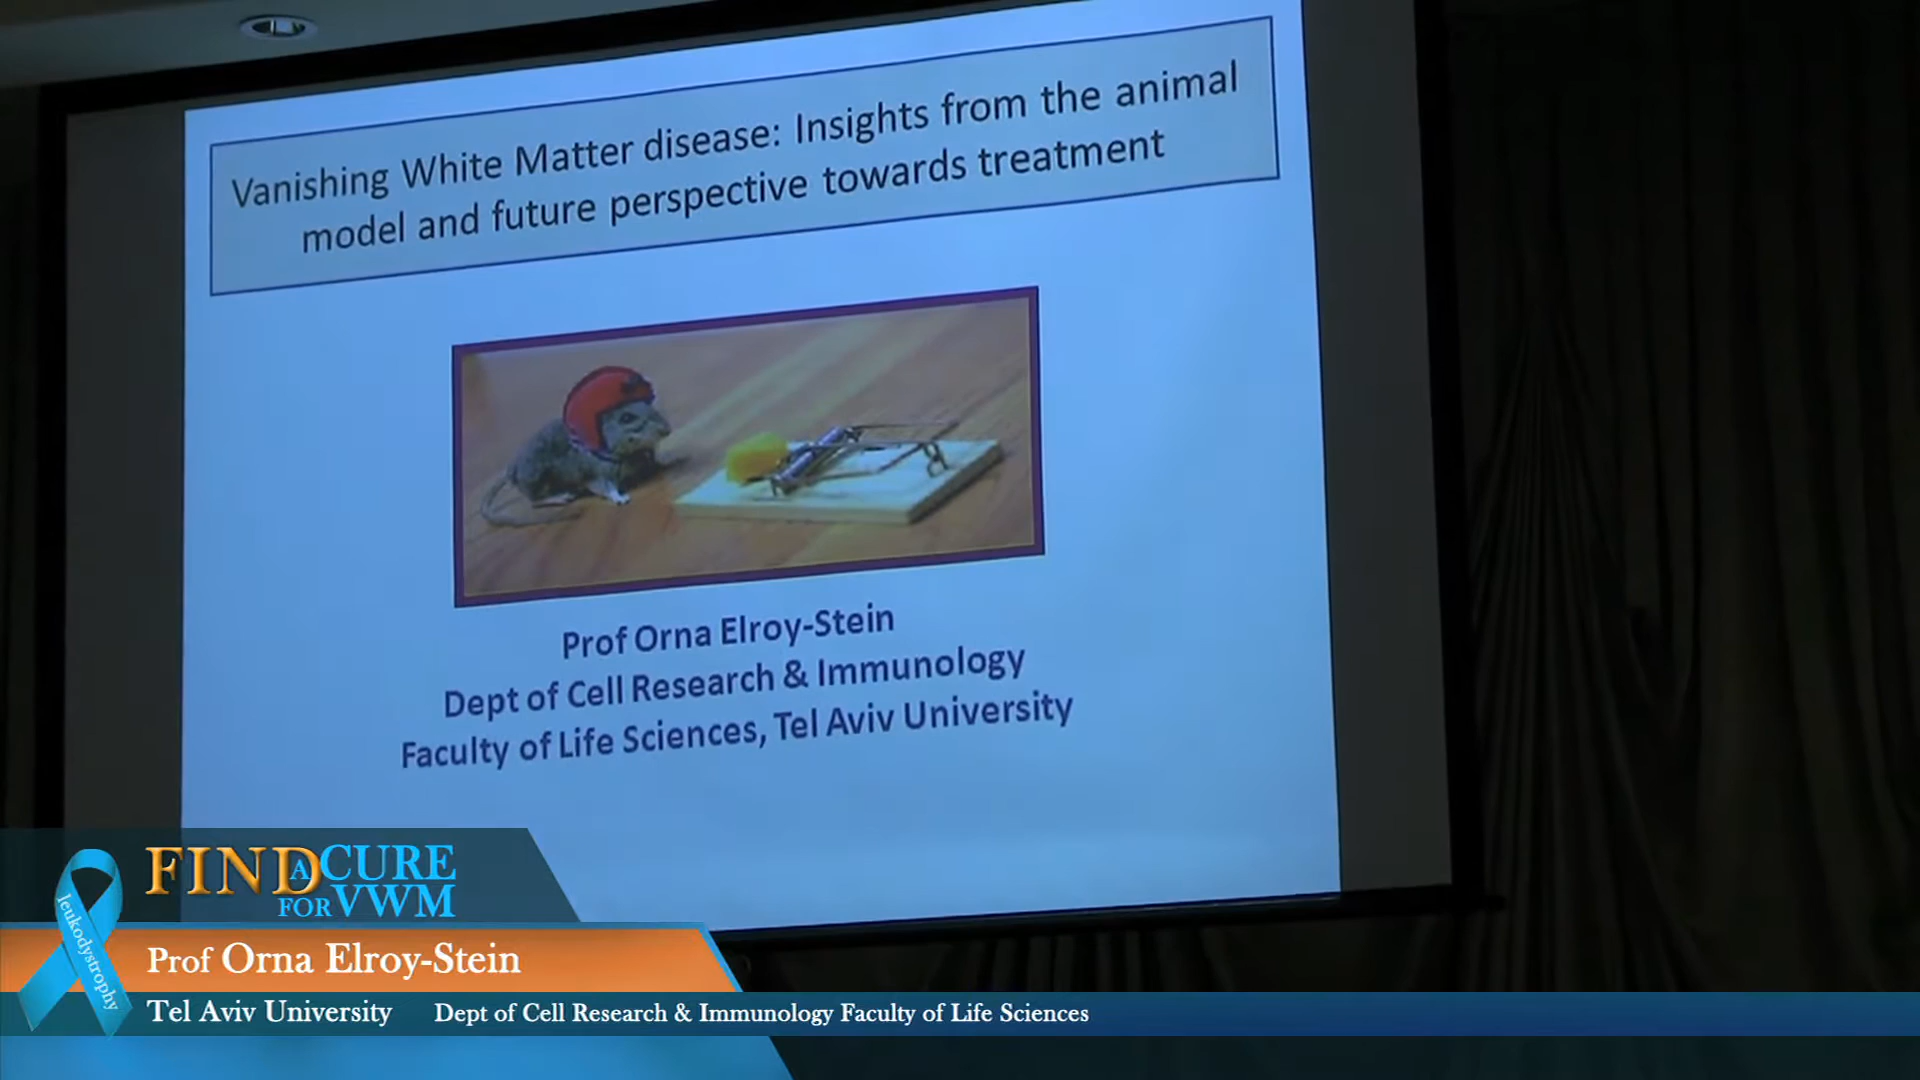 Vanishing White Matter disease: Insights from the animal
model and future perspective towards treatment
Prof Orna Elroy-Stein
Dept of Cell Research & Immunology
Faculty of Life Sciences, Tel Aviv University
FIND A CURE
FOR VWM
leukodystrophy
Prof Orna Elroy-Stein
Tel Aviv University Dept of Cell Research & Immunology Faculty of Life Sciences